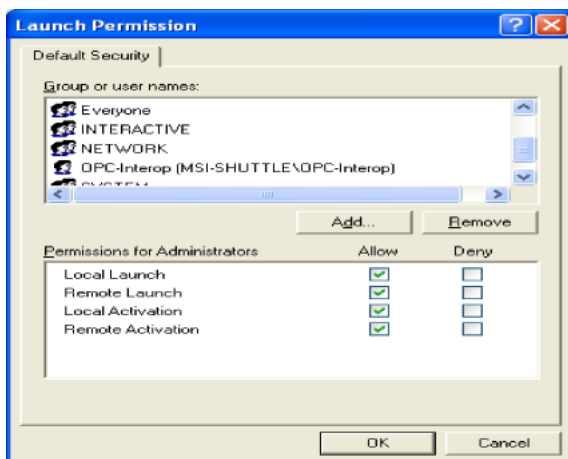 Launch Permission
Default Security
Group or user names:
Everyone
INTERACTIVE
NETWORK
OPC-Interop (MSI-SHUTTLE\OPC-Interop)
SYSTEM
Add... Remove
Permissions for Administrators Allow Deny
Local Launch
Remote Launch
Local Activation
Remote Activation
OK Cancel